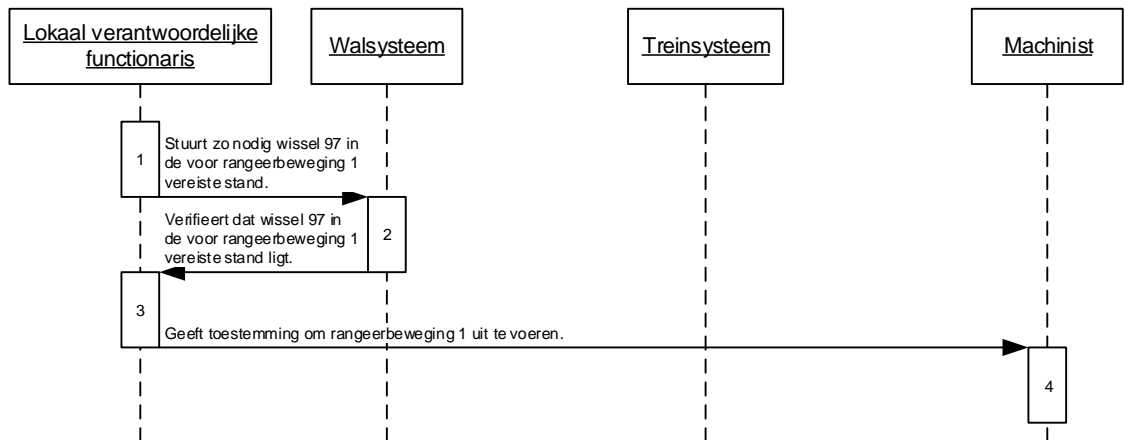 Lokaal verantwoordelijke
functionaris
Walsysteem
Treinsysteem
Machinist
1
Stuurt zo nodig wissel 97 in
de voor rangeerbeweging 1
vereiste stand.
Verifieert dat wissel 97 in
de voor rangeerbeweging 1
vereiste stand ligt.
2
3
Geeft toestemming om rangeerbeweging 1 uit te voeren.
4